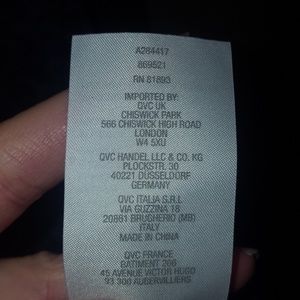 A284417
869521
RN 81893
IMPORTED BY:
QVC UK
CHISWICK PARK
566 CHISWICK HIGH ROAD
LONDON
W4 5XU
QVC HANDEL LLC & CO. KG
PLOCKSTR. 30
40221 DUSSELDORF
GERMANY
QVC ITALIA S.R.L
VIA GUZZINA 18
20861 BRUGHERIO (MB)
ITALY
MADE IN CHINA
QVC FRANCE
BATIMENT 266
45 AVENUE VICTOR HUGO
93 300 AUBERVILLIERS